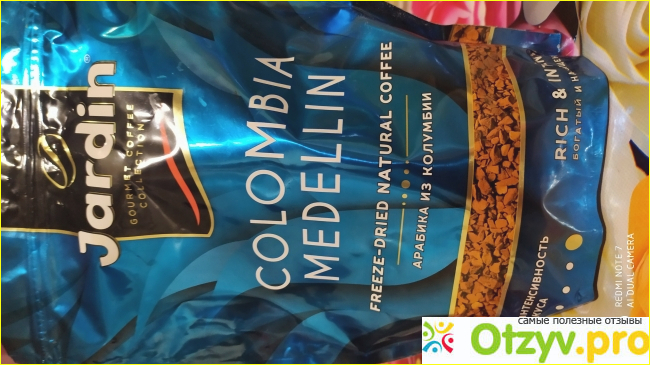 Jardin®
GOURMET COFFEE
COLLECTION
COLOMBIA
MEDELLIN
FREEZE-DRIED NATURAL COFFEE
АРАБИКА ИЗ КОЛУМБИИ
RICH &
БОГАТЫЙ И
ИНТЕНСИВНОСТЬ
ВКУСА
REDMI NOTE 7
AI DUAL CAMERA
самые полезные отзывы
Otzyv.pro